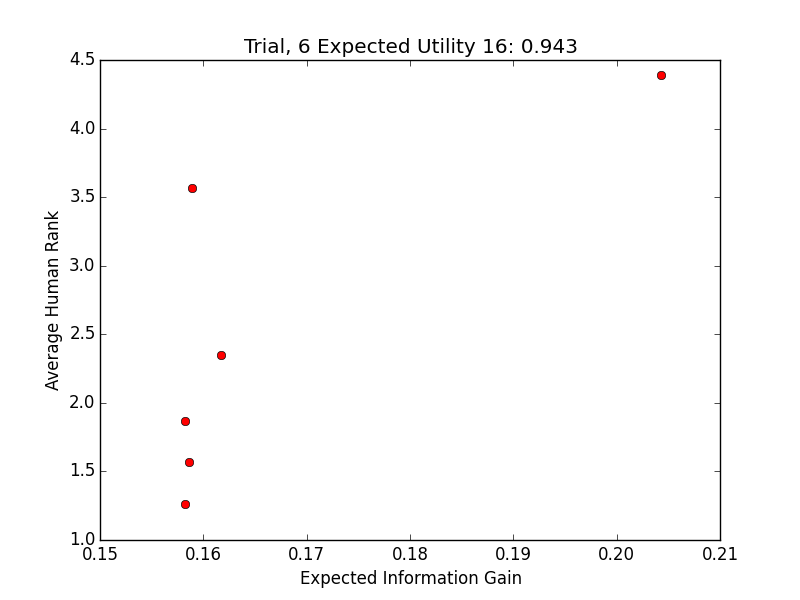 Trial, 6 Expected Utility 16: 0.943
4.5
4.0
3.5
3.0
2.5
2.0
1.5
1.0
Average Human Rank
0.15 0.16 0.17 0.18 0.19 0.20 0.21
Expected Information Gain